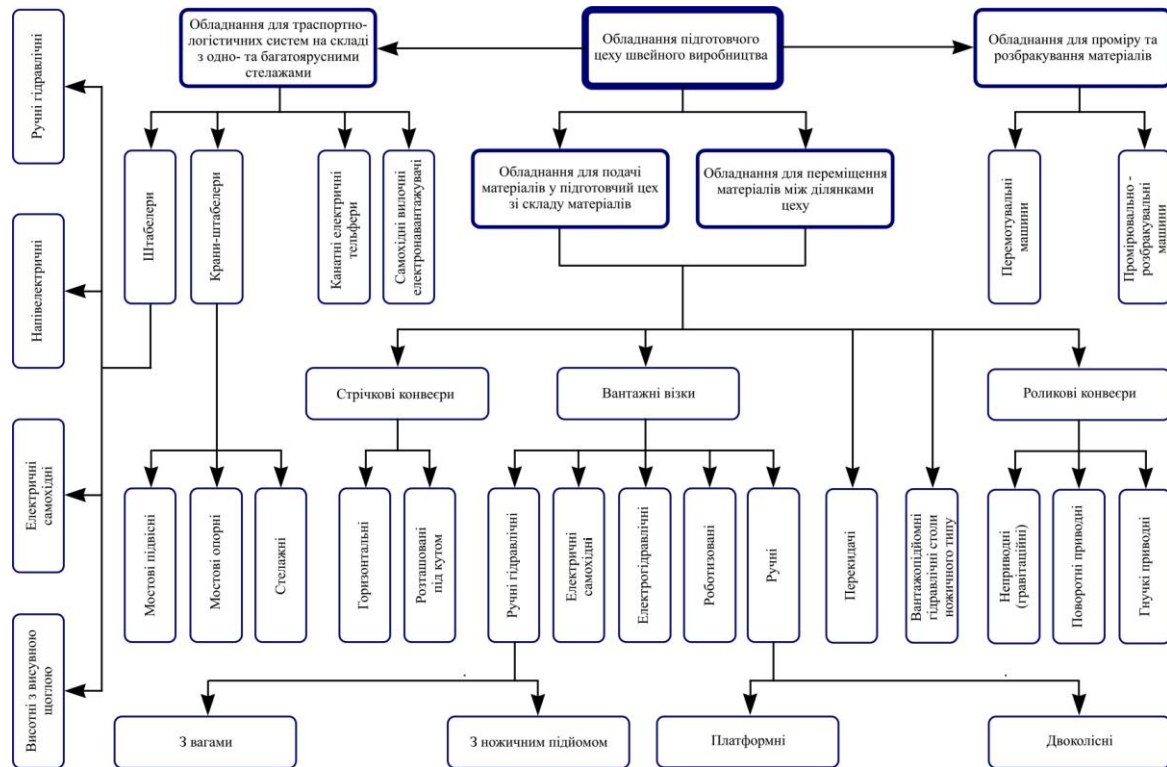 Обладнання для траспортно-
логістичних систем на складі
з одно- та багатоярусними
стелажами
Обладнання підготовчого
цеху швейного виробництва
Обладнання для проміру та
розбракування матеріалів
Ручні гідравлічні
Напівелектричні
Електричні
самохідні
Висотні з висувною
щоглою
Штабелери
Крани-штабелери
Канатні електричні
тельфери
Самохідні вилочні
електронавантажувачі
Обладнання для подачі
матеріалів у підготовчий цех
зі складу матеріалів
Обладнання для переміщення
матеріалів між ділянками
цеху
Перемотувальні
машини
Промірювально -
розбракувальні
машини
Стрічкові конвеєри
Вантажні візки
Роликові конвеєри
Мостові підвісні
Мостові опорні
Стелажні
Горизонтальні
Розташовані
під кутом
Ручні гідравлічні
Електричні
самохідні
Електрогідравлічні
Роботизовані
Ручні
Перекидачі
Вантажопідйомні
гідравлічні столи
ножичного типу
Неприводні
(гравітаційні)
Поворотні приводні
Гнучкі приводні
З вагами
З ножичним підйомом
Платформні
Двоколісні